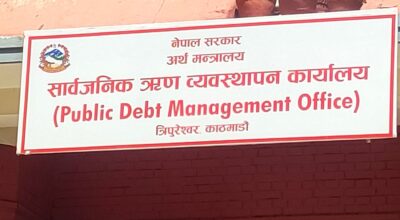 नेपाल सरकार
अर्थ मन्त्रालय
सार्वजनिक ऋण व्यवस्थापन कार्यालय
(Public Debt Management Office)
त्रिपुरेश्वर, काठमाडौं